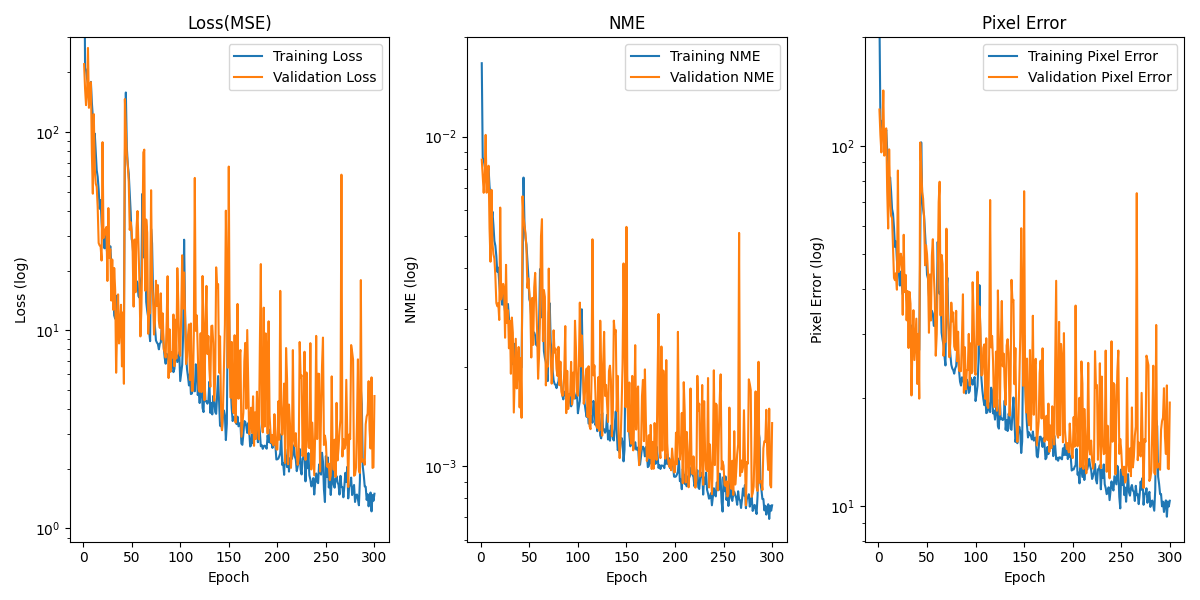 Loss(MSE)
Loss (log)
10²
10¹
10⁰
Training Loss
Validation Loss
0 50 100 150 200 250 300
Epoch
NME
NME (log)
10⁻²
10⁻³
Training NME
Validation NME
0 50 100 150 200 250 300
Epoch
Pixel Error
Pixel Error (log)
10²
10¹
Training Pixel Error
Validation Pixel Error
0 50 100 150 200 250 300
Epoch